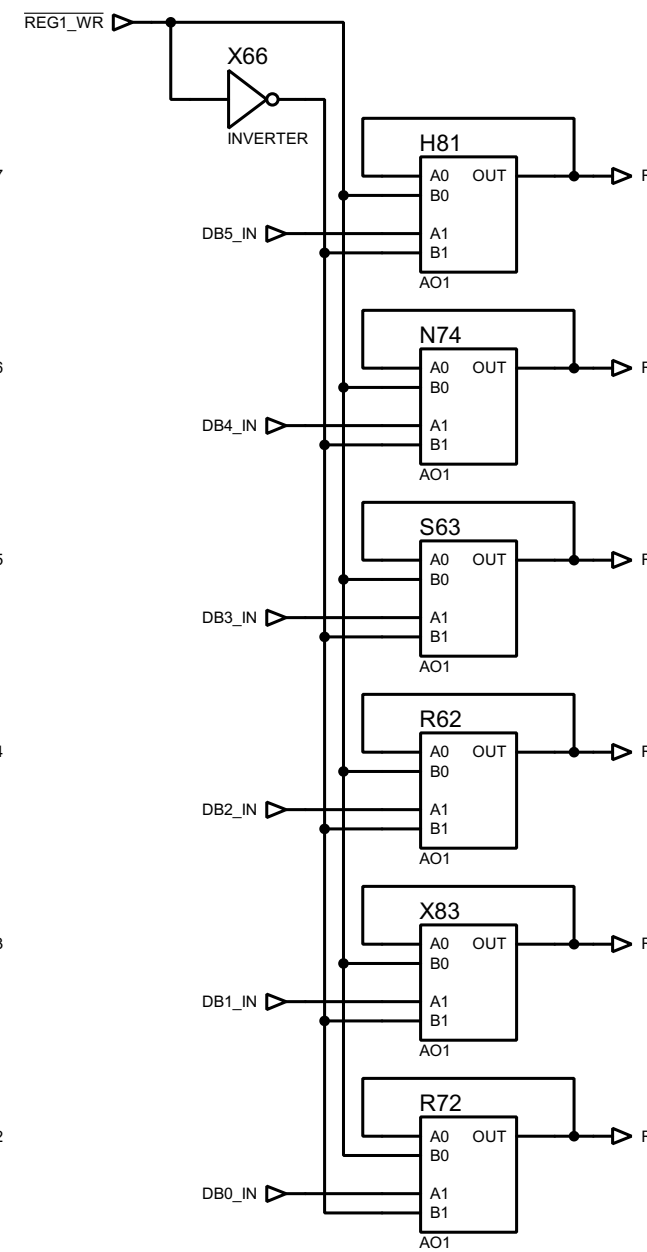 REG1_WR
X66
INVERTER
H81
A0 OUT
B0
DB5_IN A1
B1
AO1
N74
A0 OUT
B0
DB4_IN A1
B1
AO1
S63
A0 OUT
B0
DB3_IN A1
B1
AO1
R62
A0 OUT
B0
DB2_IN A1
B1
AO1
X83
A0 OUT
B0
DB1_IN A1
B1
AO1
R72
A0 OUT
B0
DB0_IN A1
B1
AO1